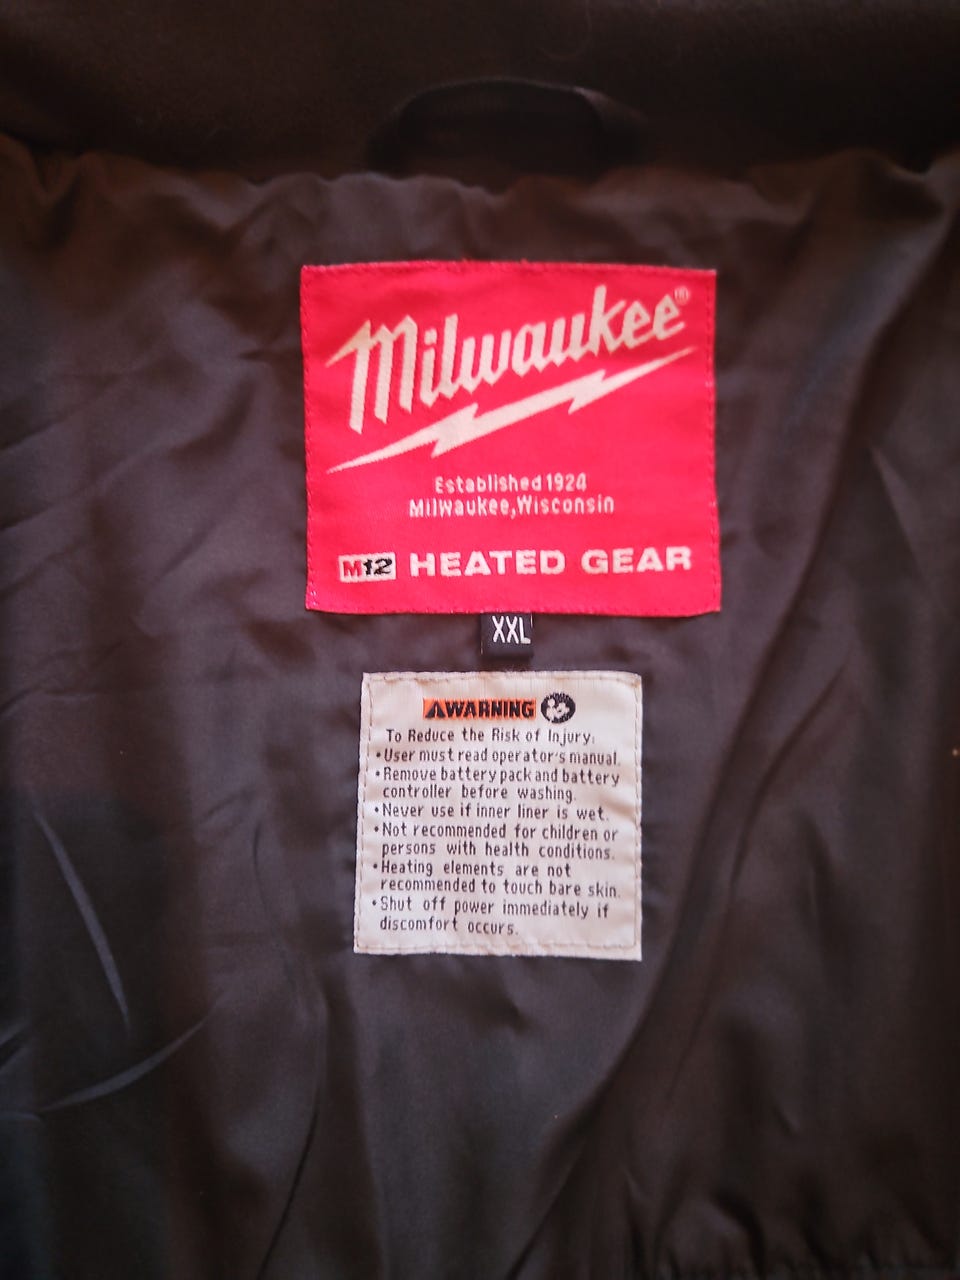 Milwaukee®
Established 1924
Milwaukee, Wisconsin
M12 HEATED GEAR
XXL
WARNING
To Reduce the Risk of Injury:
•User must read operator's manual.
•Remove battery pack and battery
controller before washing.
•Never use if inner liner is wet.
•Not recommended for children or
persons with health conditions.
•Heating elements are not
recommended to touch bare skin.
•Shut off power immediately if
discomfort occurs.